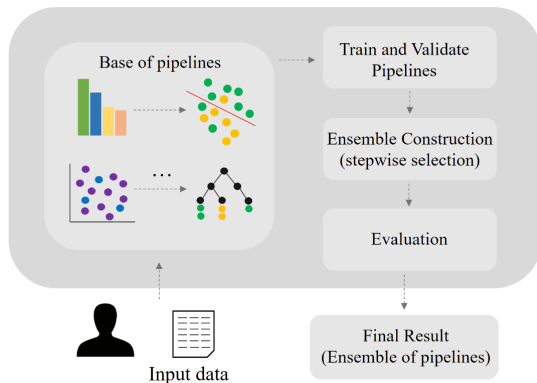 Base of pipelines
...
Train and Validate
Pipelines
Ensemble Construction
(stepwise selection)
Evaluation
Final Result
(Ensemble of pipelines)
Input data